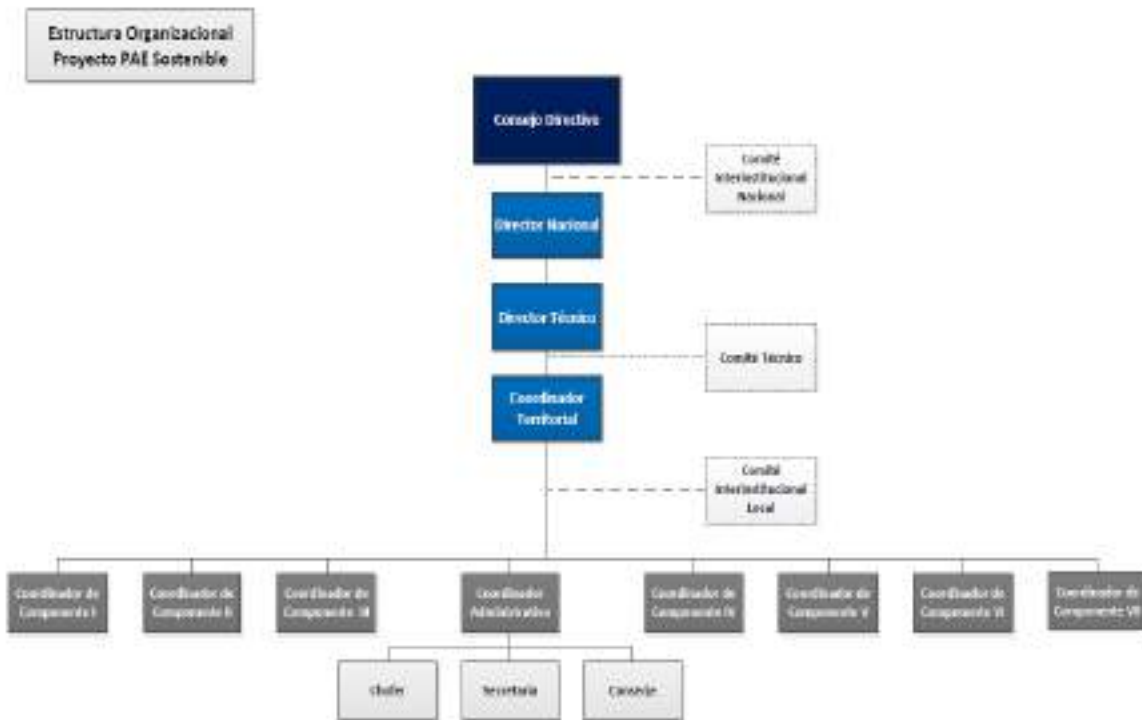 Estructura Organizacional
Proyecto PAE Sostenible
Consejo Directivo
Comité
Interinstitucional
Nacional
Director Nacional
Director Técnico
Comité Técnico
Coordinador
Territorial
Comité
Interinstitucional
Local
Coordinador de
Componente I
Coordinador de
Componente II
Coordinador de
Componente III
Coordinador
Administrativo
Coordinador de
Componente IV
Coordinador de
Componente V
Coordinador de
Componente VI
Coordinador de
Componente VII
Chofer
Secretaria
Conserje